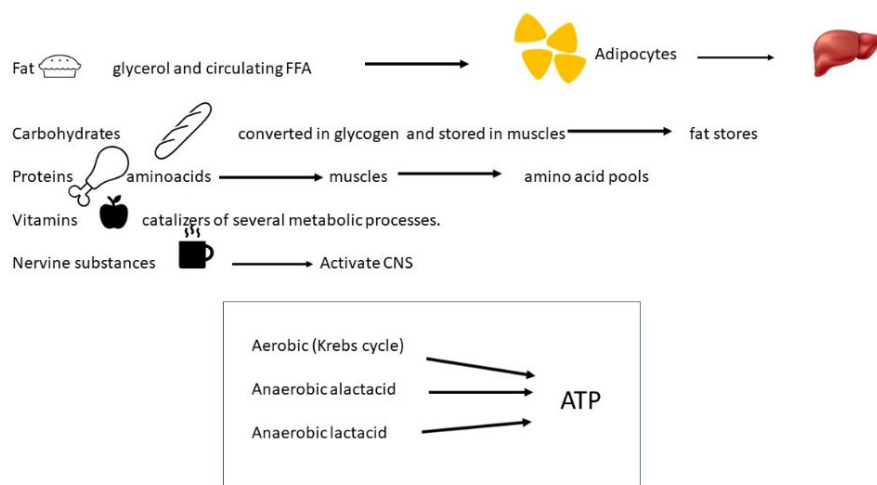 Fat glycerol and circulating FFA Adipocytes
Carbohydrates converted in glycogen and stored in muscles fat stores
Proteins aminoacids muscles amino acid pools
Vitamins catalizers of several metabolic processes.
Nervine substances Activate CNS
Aerobic (Krebs cycle)
Anaerobic alactacid
ATP
Anaerobic lactacid